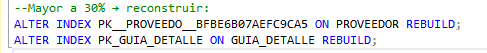 --Mayor a 30% → reconstruir:
ALTER INDEX PK__PROVEEDO__BFBE6B07AEFC9CA5 ON PROVEEDOR REBUILD;
ALTER INDEX PK_GUIA_DETALLE ON GUIA_DETALLE REBUILD;